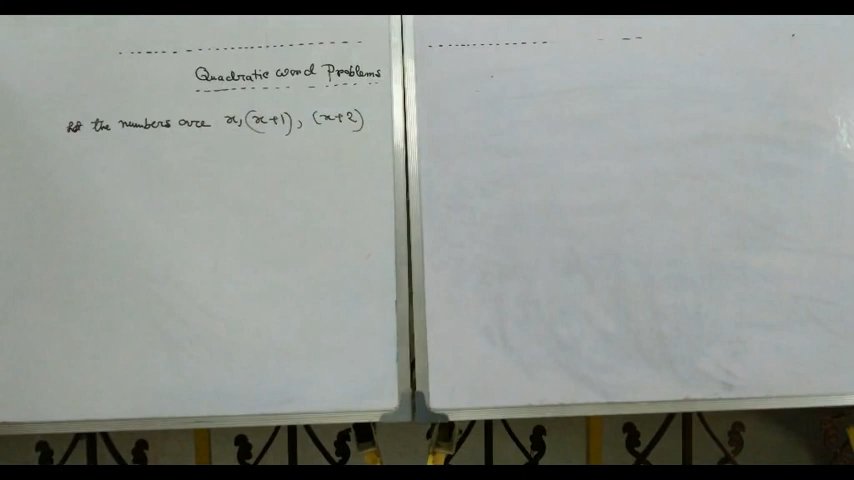 Quadratic word Problems
Let the numbers are x, (x+1), (x+2)